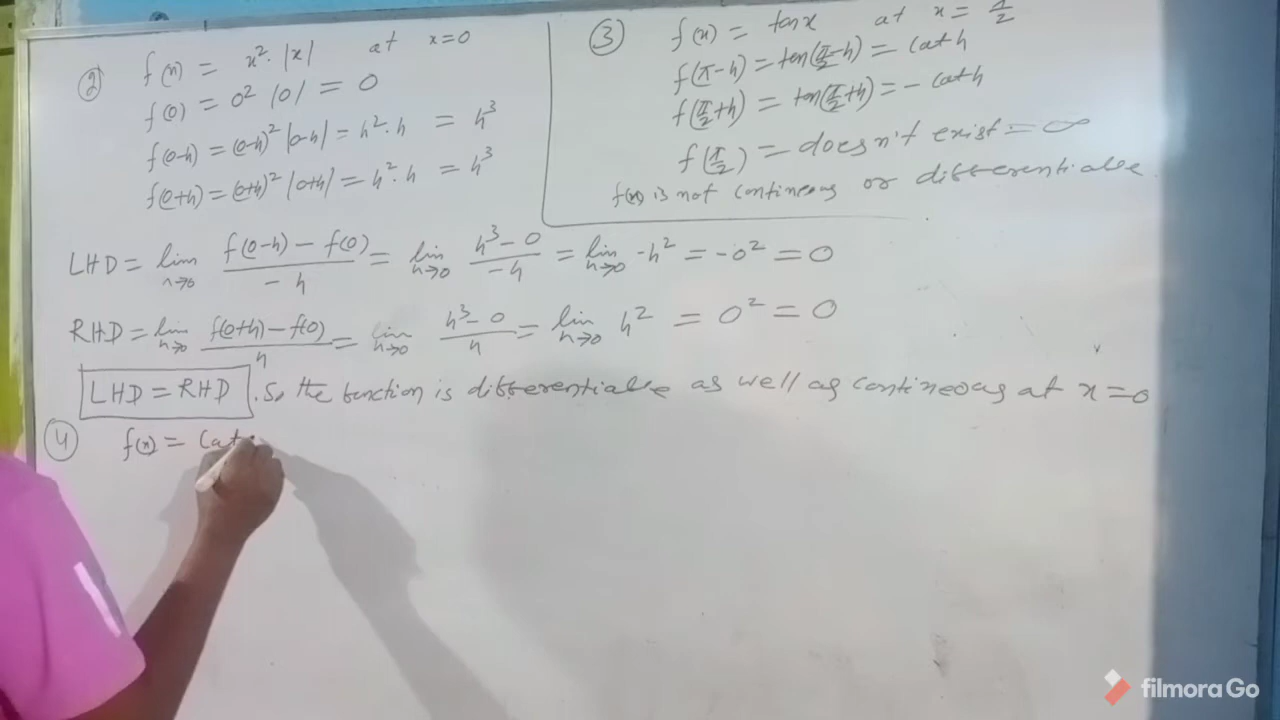 ② f(x) = x². |x| at x=0
f(0) = 0² |0| = 0
f(0-h) = (0-h)² |0-h| = h². h = h³
f(0+h) = (0+h)² |0+h| = h². h = h³
③ f(x) = tanx at x = π/2
f(π-h) = tan(π/2-h) = Cot h
f(π/2+h) = tan(π/2+h) = - Cot h
f(π/2) = doesn't exist = ∞
f(x) is not contineous or differentiable
LHD = lim h→0 f(0-h) - f(0) / -h = lim h→0 h³-0 / -h = lim h→0 -h² = -0² = 0
RHD = lim h→0 f(0+h) - f(0) / h = lim h→0 h³-0 / h = lim h→0 h² = 0² = 0
LHD = RHD . So the function is differentiable as well as contineous at x=0
④ f(x) = Cot
filmora Go